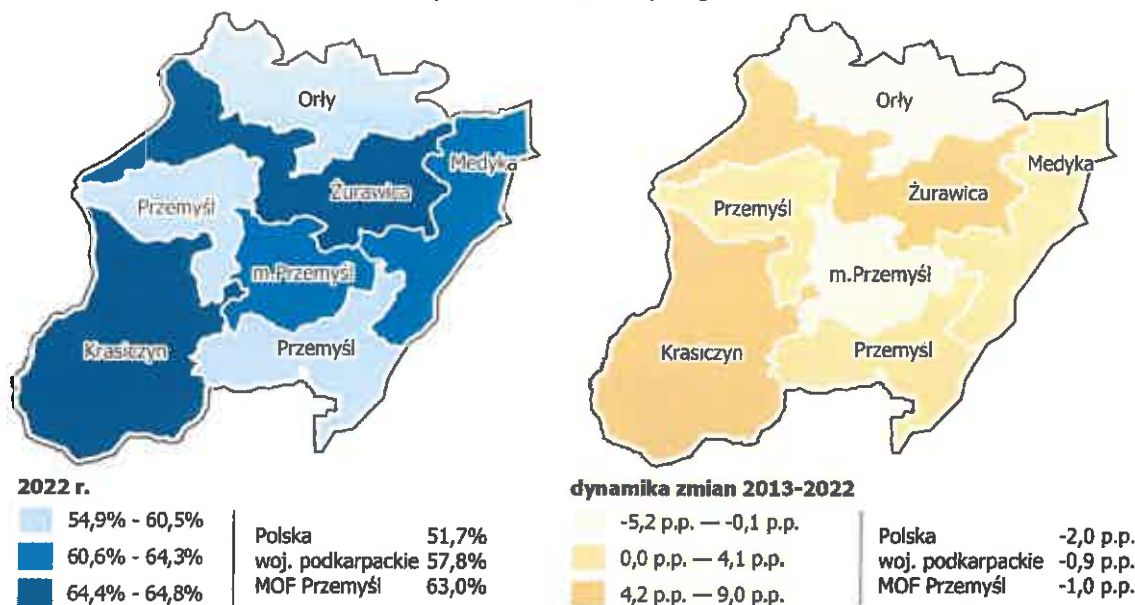 Orły
Medyka
Żurawica
Przemyśl
m.Przemyśl
Krasiczyn
Przemyśl
2022 r.
54,9% - 60,5%
60,6% - 64,3%
64,4% - 64,8%
Polska 51,7%
woj. podkarpackie 57,8%
MOF Przemyśl 63,0%
Orły
Medyka
Żurawica
Przemyśl
m.Przemyśl
Krasiczyn
Przemyśl
dynamika zmian 2013-2022
-5,2 p.p. — -0,1 p.p.
0,0 p.p. — 4,1 p.p.
4,2 p.p. — 9,0 p.p.
Polska -2,0 p.p.
woj. podkarpackie -0,9 p.p.
MOF Przemyśl -1,0 p.p.